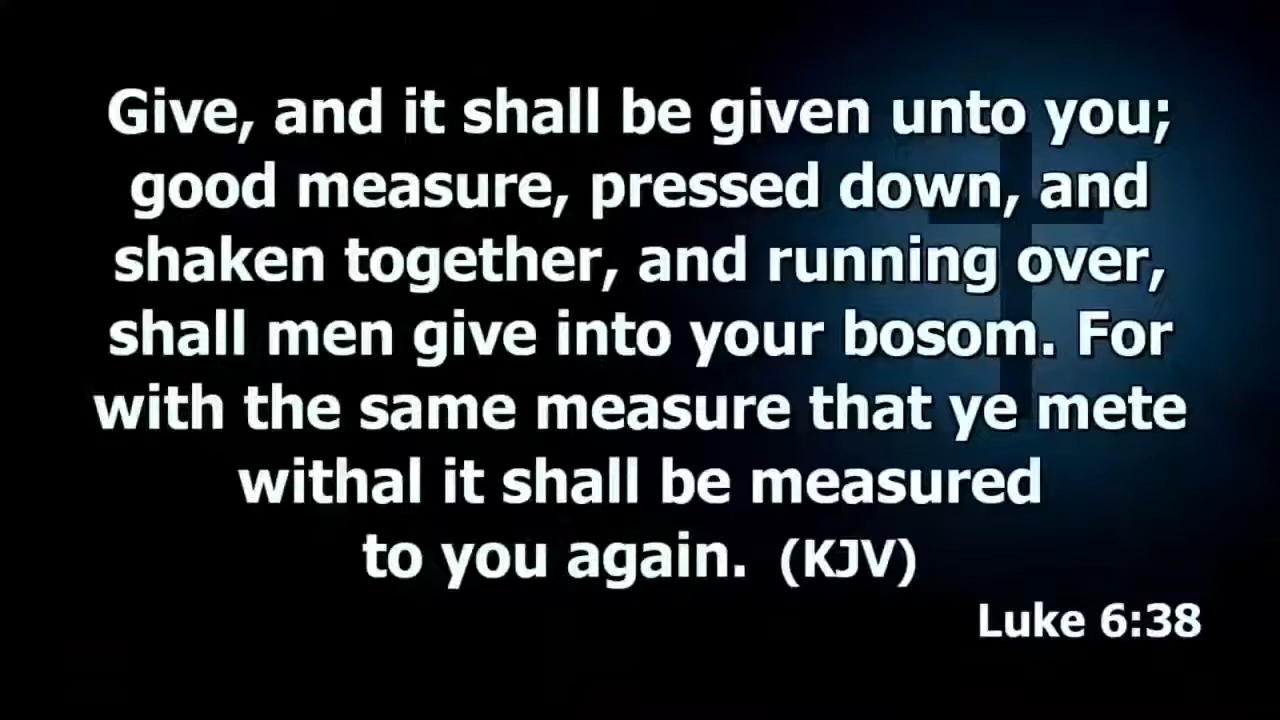 Give, and it shall be given unto you;
good measure, pressed down, and
shaken together, and running over,
shall men give into your bosom. For
with the same measure that ye mete
withal it shall be measured
to you again. (KJV)
Luke 6:38